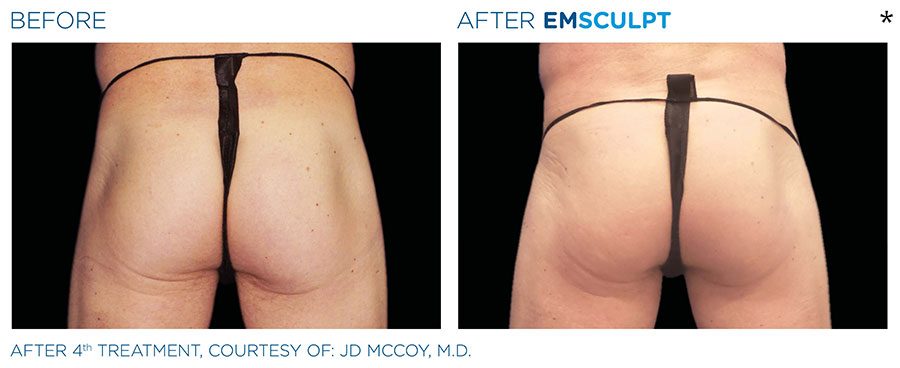 BEFORE
AFTER EMSCULPT
*
AFTER 4th TREATMENT, COURTESY OF: JD MCCOY, M.D.